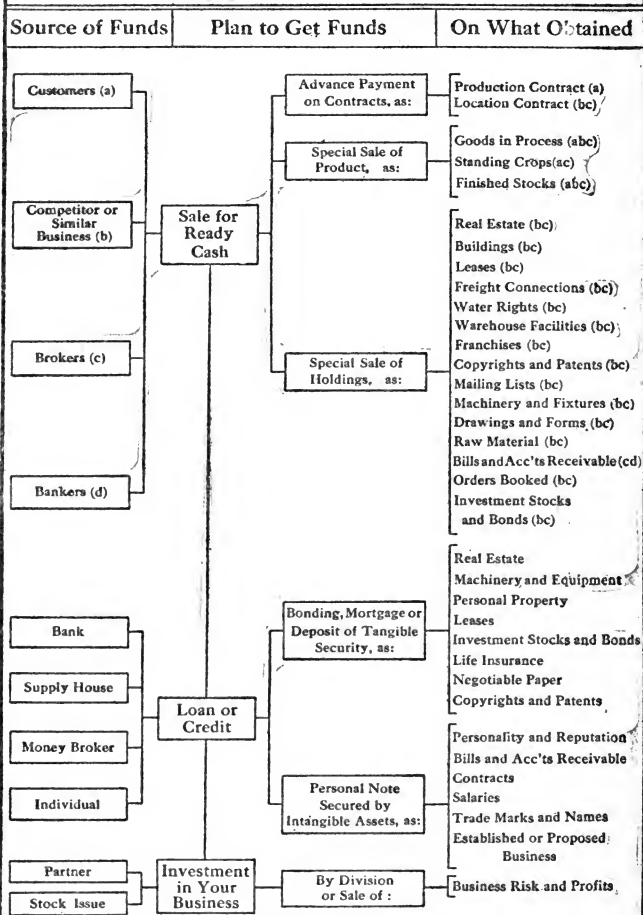 Source of Funds
Plan to Get Funds
On What Obtained
Customers (a)
Competitor or
Similar
Business (b)
Brokers (c)
Bankers (d)
Sale for
Ready
Cash
Advance Payment
on Contracts, as:
Production Contract (a)
Location Contract (bc)
Special Sale of
Product, as:
Goods in Process (abc)
Standing Crops (ac)
Finished Stocks (abc)
Special Sale of
Holdings, as:
Real Estate (bc)
Buildings (bc)
Leases (bc)
Freight Connections (bc)
Water Rights (bc)
Warehouse Facilities (bc)
Franchises (bc)
Copyrights and Patents (bc)
Mailing Lists (bc)
Machinery and Fixtures (bc)
Drawings and Forms (bc)
Raw Material (bc)
Bills and Acc'ts Receivable (cd)
Orders Booked (bc)
Investment Stocks
and Bonds (bc)
Bank
Supply House
Money Broker
Individual
Loan or
Credit
Bonding, Mortgage or
Deposit of Tangible
Security, as:
Real Estate
Machinery and Equipment
Personal Property
Leases
Investment Stocks and Bonds
Life Insurance
Negotiable Paper
Copyrights and Patents
Personal Note
Secured by
Intangible Assets, as:
Personality and Reputation
Bills and Acc'ts Receivable
Contracts
Salaries
Trade Marks and Names
Established or Proposed
Business
Partner
Stock Issue
Investment
in Your
Business
By Division
or Sale of :
Business Risk and Profits